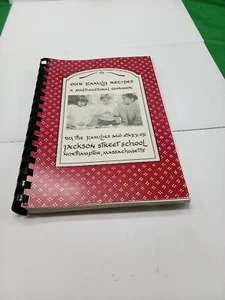 Our Family Recipes
A multicultural cookbook
By the families and staff of
Jackson Street School
Northampton, Massachusetts